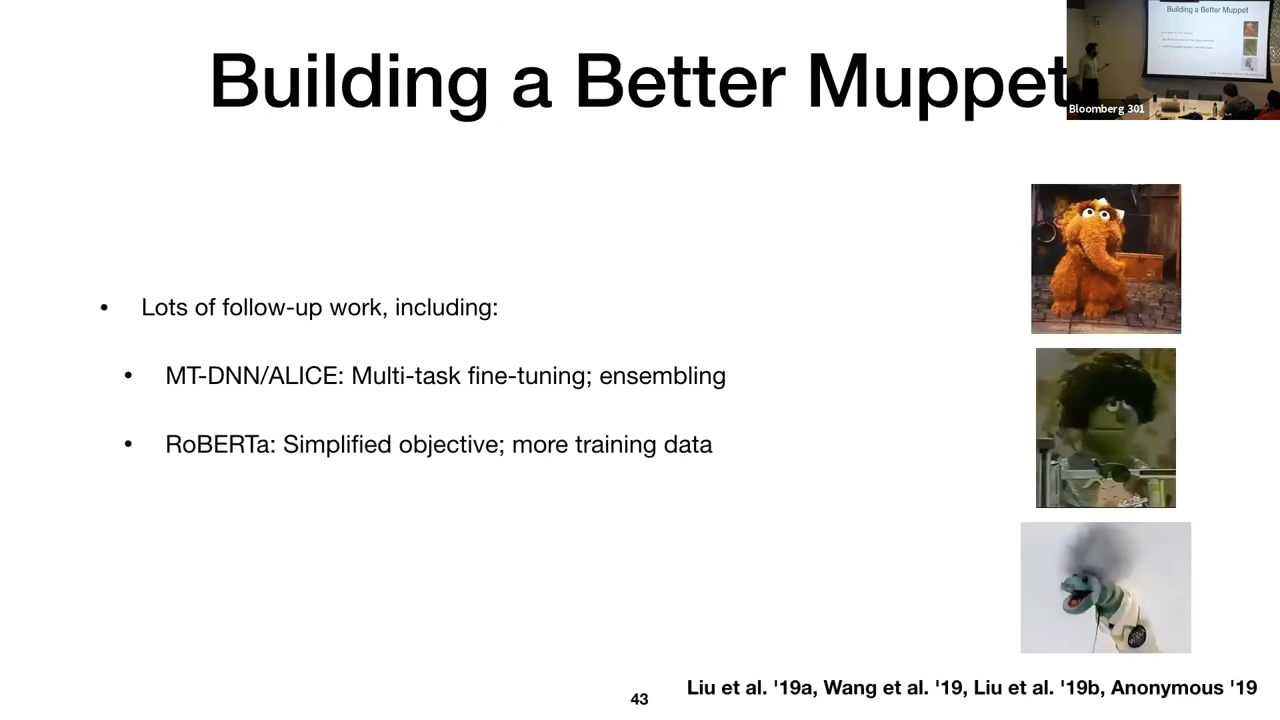 Building a Better Muppet
Building a Better Muppet
Bloomberg 301
• Lots of follow-up work, including:
• MT-DNN/ALICE: Multi-task fine-tuning; ensembling
• RoBERTa: Simplified objective; more training data
43
Liu et al. '19a, Wang et al. '19, Liu et al. '19b, Anonymous '19